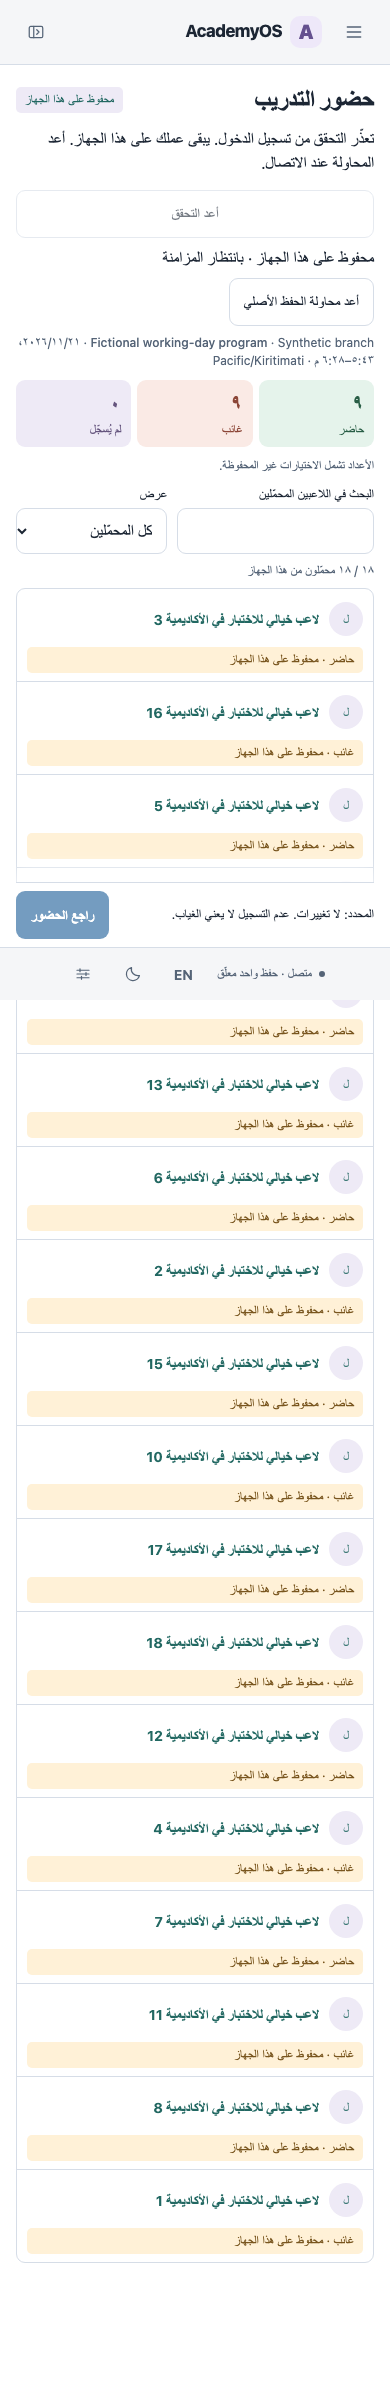 A AcademyOS
حضور التدريب
محفوظ على هذا الجهاز
تعذّر التحقق من تسجيل الدخول. يبقى عملك على هذا الجهاز. أعد
المحاولة عند الاتصال.
أعد التحقق
محفوظ على هذا الجهاز · بانتظار المزامنة
أعد محاولة الحفظ الأصلي
Fictional working-day program · Synthetic branch · ٢٠٢٦/١١/٢١،
٥:٤٣–٦:٢٨ م · Pacific/Kiritimati
٩
حاضر
٩
غائب
٠
لم يُسجّل
الأعداد تشمل الاختيارات غير المحفوظة.
البحث في اللاعبين المحمّلين
عرض
كل المحمّلين
١٨ / ١٨ محمّلون من هذا الجهاز
ل
لاعب خيالي للاختبار في الأكاديمية 3
حاضر · محفوظ على هذا الجهاز
ل
لاعب خيالي للاختبار في الأكاديمية 16
غائب · محفوظ على هذا الجهاز
ل
لاعب خيالي للاختبار في الأكاديمية 5
حاضر · محفوظ على هذا الجهاز
المحدد: لا تغييرات. عدم التسجيل لا يعني الغياب.
راجع الحضور
متصل · حفظ واحد معلّق
EN
حاضر · محفوظ على هذا الجهاز
ل
لاعب خيالي للاختبار في الأكاديمية 13
غائب · محفوظ على هذا الجهاز
ل
لاعب خيالي للاختبار في الأكاديمية 6
حاضر · محفوظ على هذا الجهاز
ل
لاعب خيالي للاختبار في الأكاديمية 2
غائب · محفوظ على هذا الجهاز
ل
لاعب خيالي للاختبار في الأكاديمية 15
حاضر · محفوظ على هذا الجهاز
ل
لاعب خيالي للاختبار في الأكاديمية 10
غائب · محفوظ على هذا الجهاز
ل
لاعب خيالي للاختبار في الأكاديمية 17
حاضر · محفوظ على هذا الجهاز
ل
لاعب خيالي للاختبار في الأكاديمية 18
غائب · محفوظ على هذا الجهاز
ل
لاعب خيالي للاختبار في الأكاديمية 12
حاضر · محفوظ على هذا الجهاز
ل
لاعب خيالي للاختبار في الأكاديمية 4
غائب · محفوظ على هذا الجهاز
ل
لاعب خيالي للاختبار في الأكاديمية 7
حاضر · محفوظ على هذا الجهاز
ل
لاعب خيالي للاختبار في الأكاديمية 11
غائب · محفوظ على هذا الجهاز
ل
لاعب خيالي للاختبار في الأكاديمية 8
حاضر · محفوظ على هذا الجهاز
ل
لاعب خيالي للاختبار في الأكاديمية 1
غائب · محفوظ على هذا الجهاز